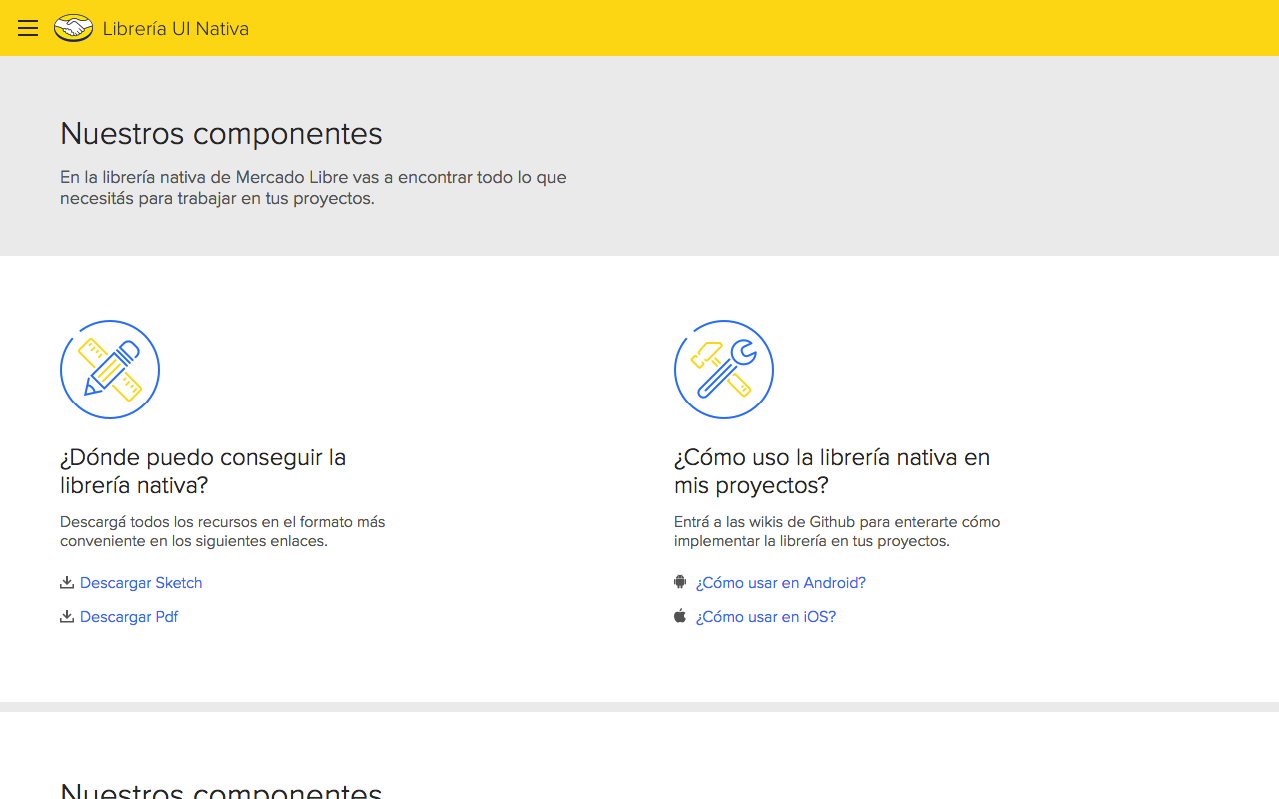 Librería UI Nativa
Nuestros componentes
En la librería nativa de Mercado Libre vas a encontrar todo lo que
necesitás para trabajar en tus proyectos.
¿Dónde puedo conseguir la
librería nativa?
Descargá todos los recursos en el formato más
conveniente en los siguientes enlaces.
Descargar Sketch
Descargar Pdf
¿Cómo uso la librería nativa en
mis proyectos?
Entrá a las wikis de Github para enterarte cómo
implementar la librería en tus proyectos.
¿Cómo usar en Android?
¿Cómo usar en iOS?
Nuestros componentes